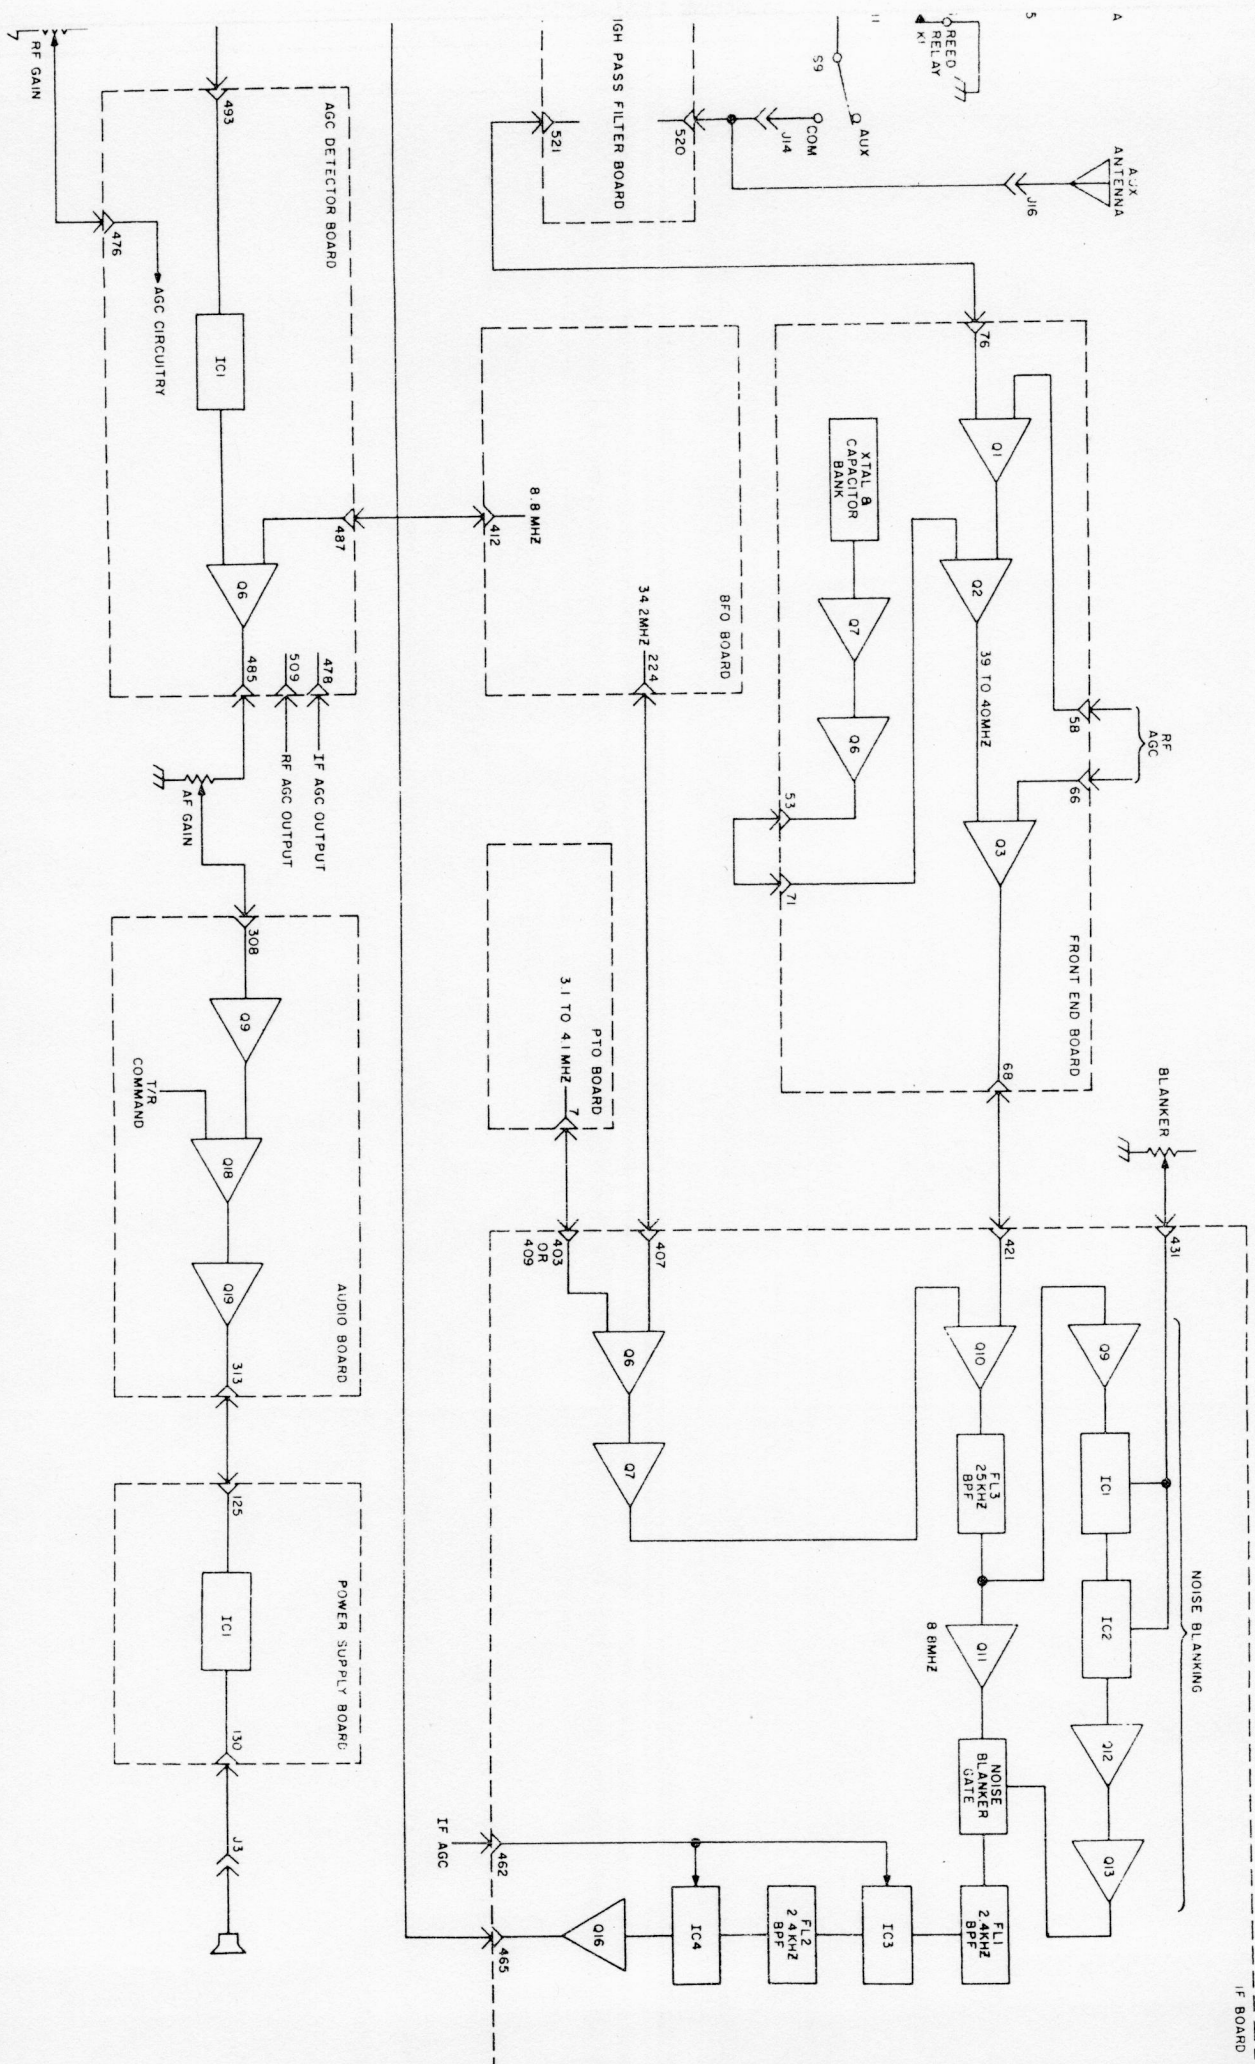 A
5
REED
RELAY
K1
11
S9
AUX
COM
J14
J16
ANTENNA
520
521
PASS FILTER BOARD
RF GAIN
493
AGC DETECTOR BOARD
476
AGC CIRCUITRY
IC1
487
Q6
485
509
478
IF AGC OUTPUT
RF AGC OUTPUT
AF GAIN
412
8.8 MHZ
BFO BOARD
34.2MHZ
224
76
Q1
XTAL &
CAPACITOR
BANK
Q2
Q7
Q6
39 TO 40MHZ
58
RF
AGC
66
53
71
Q3
FRONT END BOARD
68
PTO BOARD
3.1 TO 4.1 MHZ
7
308
Q9
T/R
COMMAND
Q18
Q19
AUDIO BOARD
313
125
IC1
POWER SUPPLY BOARD
130
J3
BLANKER
431
421
407
403
OR
409
Q6
Q7
Q10
FL3
25KHZ
BPF
Q9
IC1
IC2
NOISE BLANKING
Q11
8.8MHZ
Q12
Q13
NOISE
BLANKER
GATE
FL1
2.4KHZ
BPF
IC3
FL2
2.4KHZ
BPF
IC4
Q16
IF AGC
462
465
IF BOARD